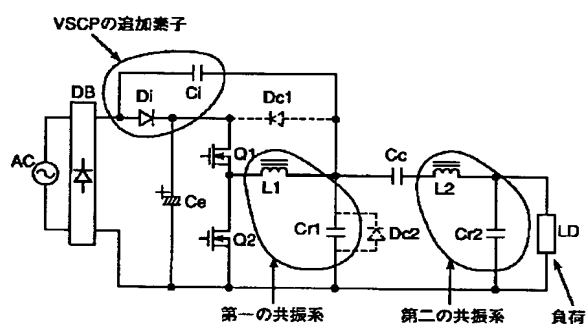 VSCPの追加素子
DB
Di
Ci
Dc1
AC
Q1
Cc
L1
L2
Ce
Q2
Cr1
Dc2
Cr2
LD
第一の共振系
第二の共振系
負荷